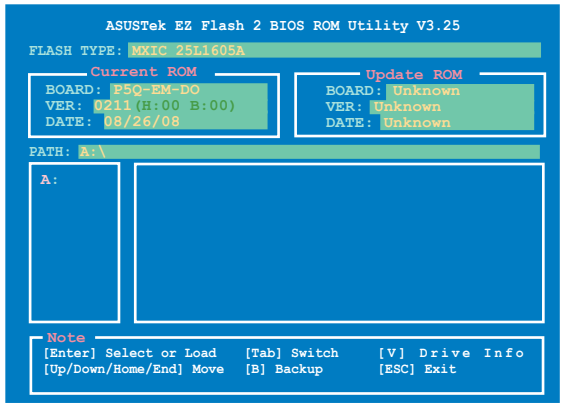 ASUSTek EZ Flash 2 BIOS ROM Utility V3.25
FLASH TYPE: MXIC 25L1605A
Current ROM
BOARD: P5Q-EM-DO
VER: 0211 (H:00 B:00)
DATE: 08/26/08
Update ROM
BOARD: Unknown
VER: Unknown
DATE: Unknown
PATH: A:\
A:
Note
[Enter] Select or Load [Tab] Switch [V] Drive Info
[Up/Down/Home/End] Move [B] Backup [ESC] Exit